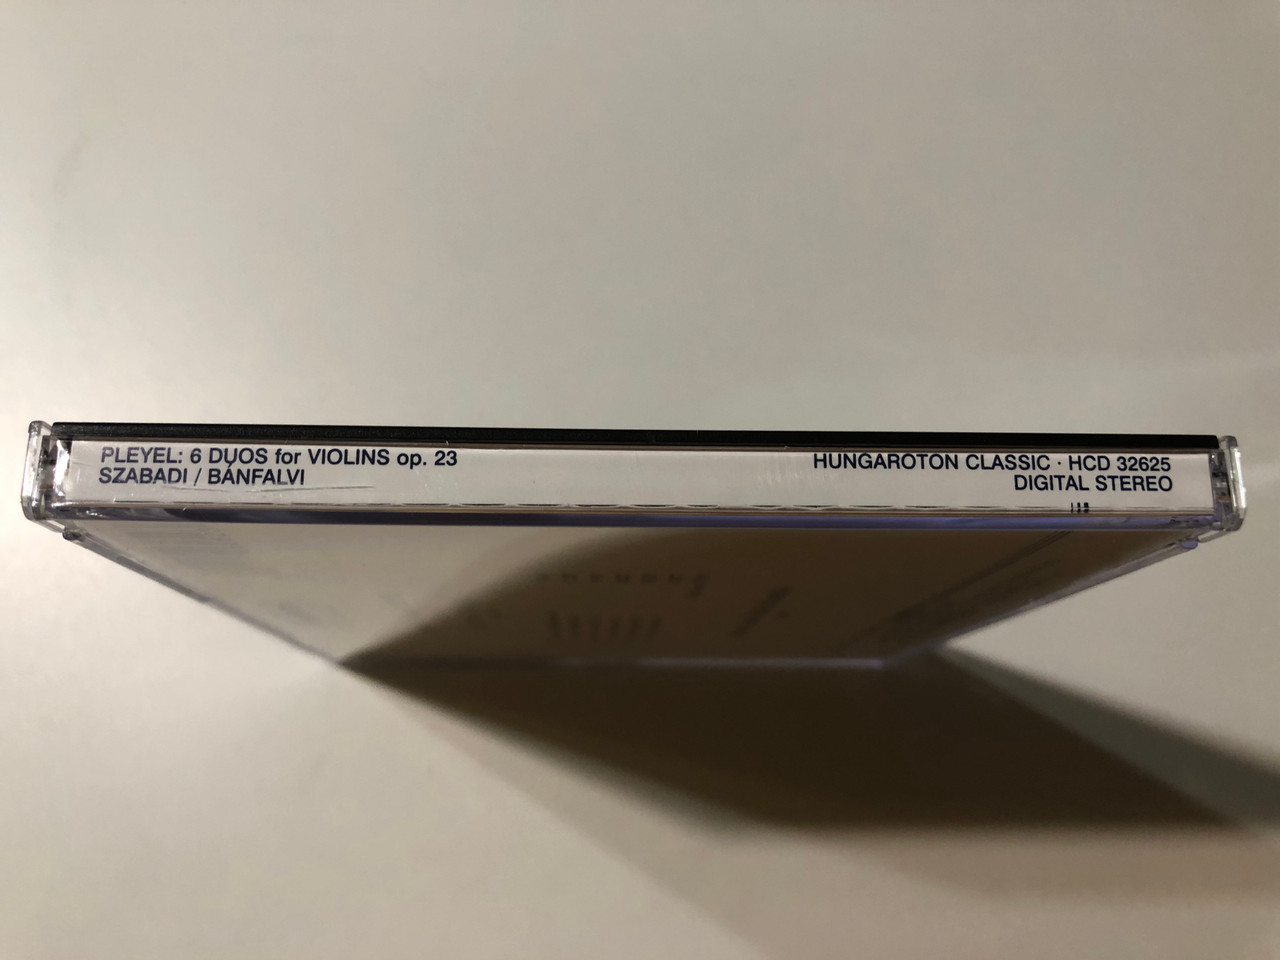 PLEYEL: 6 DUOS for VIOLINS op. 23
SZABADI / BÁNFALVI
HUNGAROTON CLASSIC · HCD 32625
DIGITAL STEREO